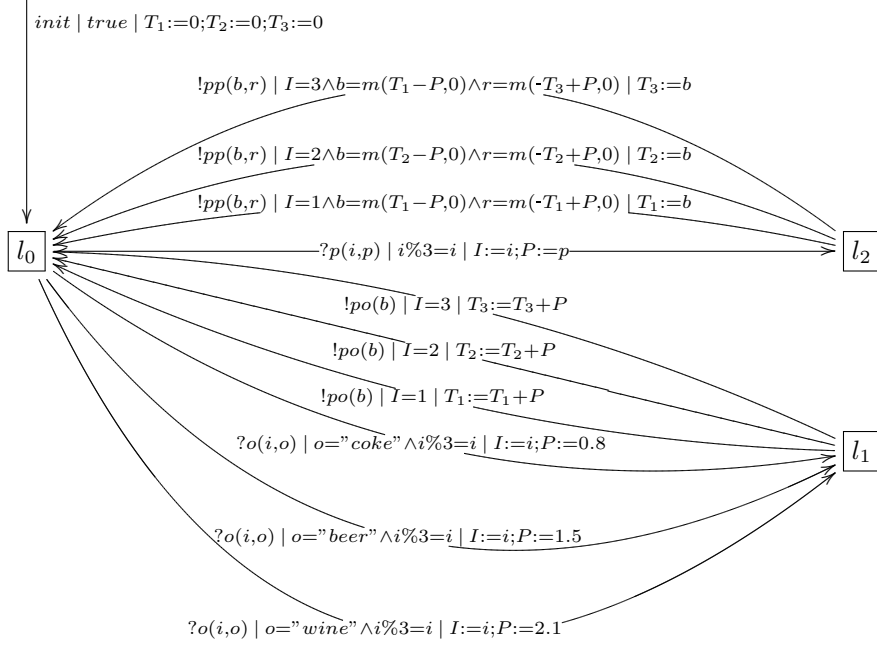 init | true | T₁:=0;T₂:=0;T₃:=0
!pp(b,r) | I=3∧b=m(T₁−P,0)∧r=m(-T₃+P,0) | T₃:=b
!pp(b,r) | I=2∧b=m(T₂−P,0)∧r=m(-T₂+P,0) | T₂:=b
!pp(b,r) | I=1∧b=m(T₁−P,0)∧r=m(-T₁+P,0) | T₁:=b
l₀
?p(i,p) | i%3=i | I:=i;P:=p
l₂
!po(b) | I=3 | T₃:=T₃+P
!po(b) | I=2 | T₂:=T₂+P
!po(b) | I=1 | T₁:=T₁+P
?o(i,o) | o="coke"∧i%3=i | I:=i;P:=0.8
l₁
?o(i,o) | o="beer"∧i%3=i | I:=i;P:=1.5
?o(i,o) | o="wine"∧i%3=i | I:=i;P:=2.1